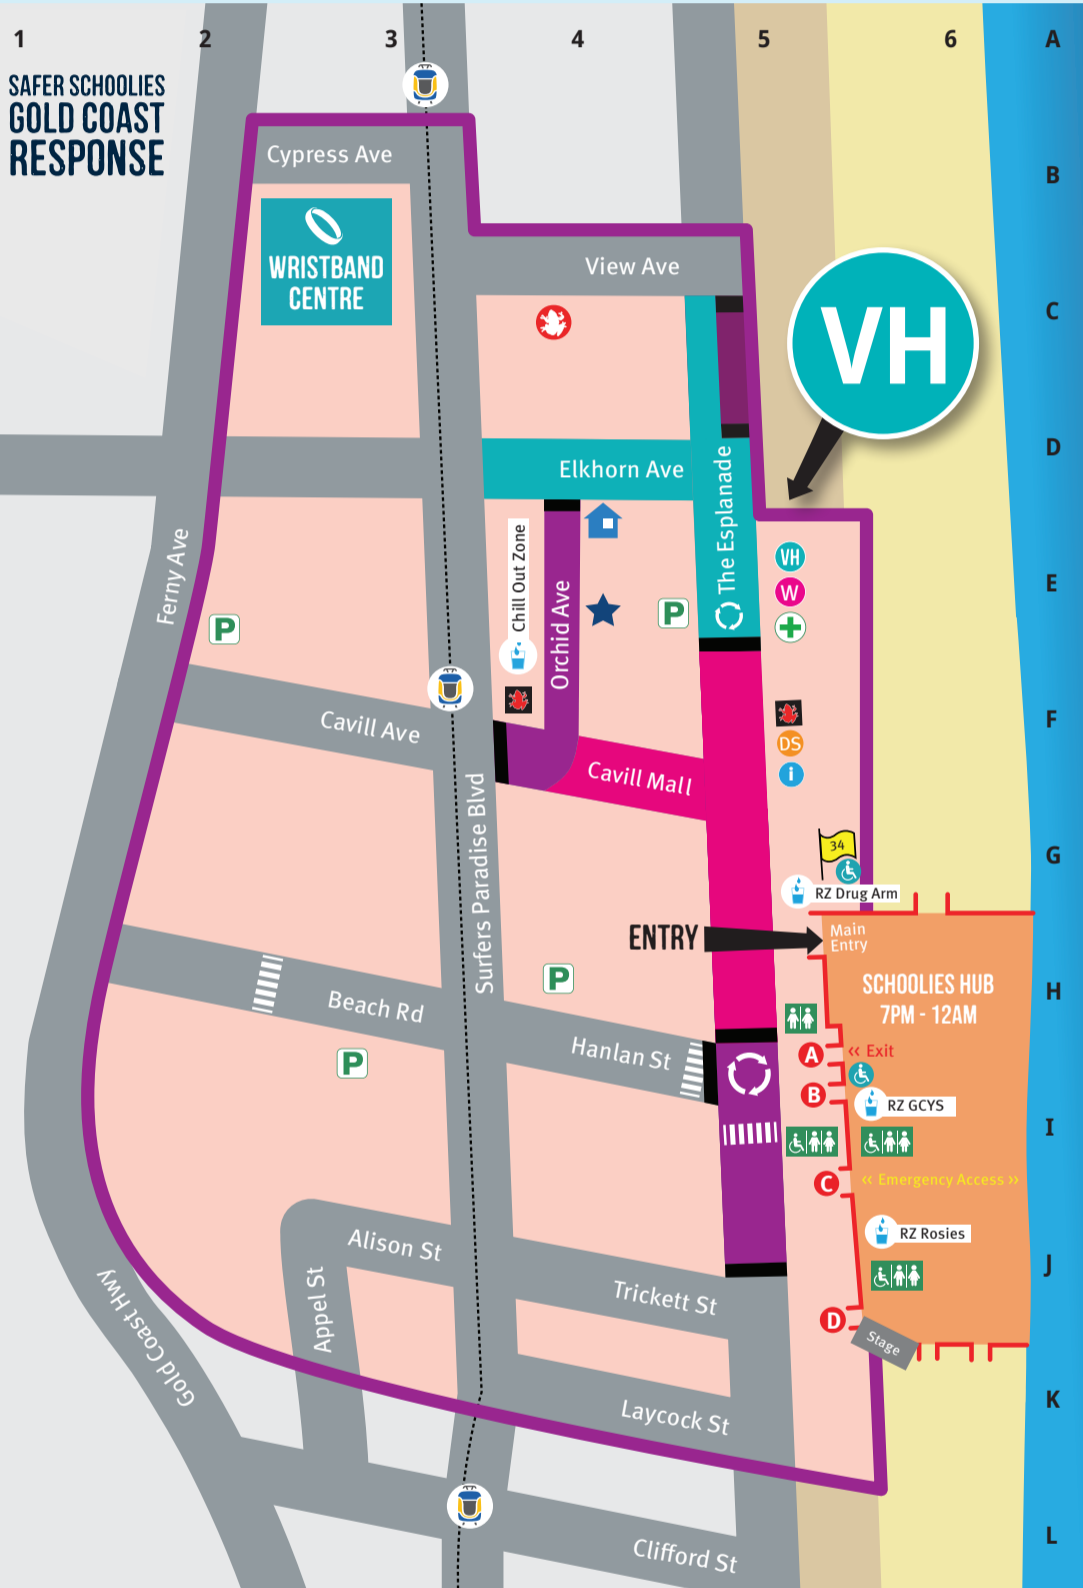 1 2 3 4 5 6 A
SAFER SCHOOLIES
GOLD COAST
RESPONSE
Cypress Ave
B
WRISTBAND
CENTRE
View Ave
C
VH
D
Elkhorn Ave
The Esplanade
Ferny Ave
Chill Out Zone
Orchid Ave
E
VH
W
P
P
F
Cavill Ave
DS
i
Cavill Mall
Surfers Paradise Blvd
34
G
RZ Drug Arm
ENTRY
Main
Entry
P
H
SCHOOLIES HUB
7PM - 12AM
Beach Rd
Hanlan St
P
A
<< Exit
B
RZ GCYS
I
C
<< Emergency Access >>
RZ Rosies
Alison St
J
Appel St
Trickett St
D
Stage
Gold Coast Hwy
K
Laycock St
L
Clifford St